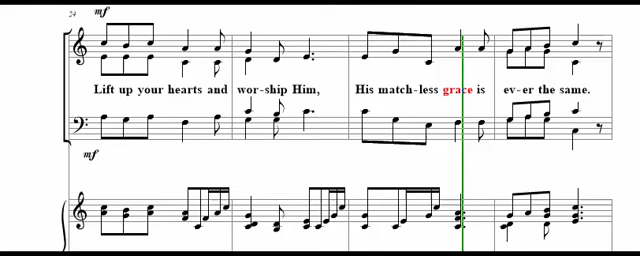 24
mf
Lift up your hearts and wor-ship Him, His match-less grace is ev-er the same.
mf